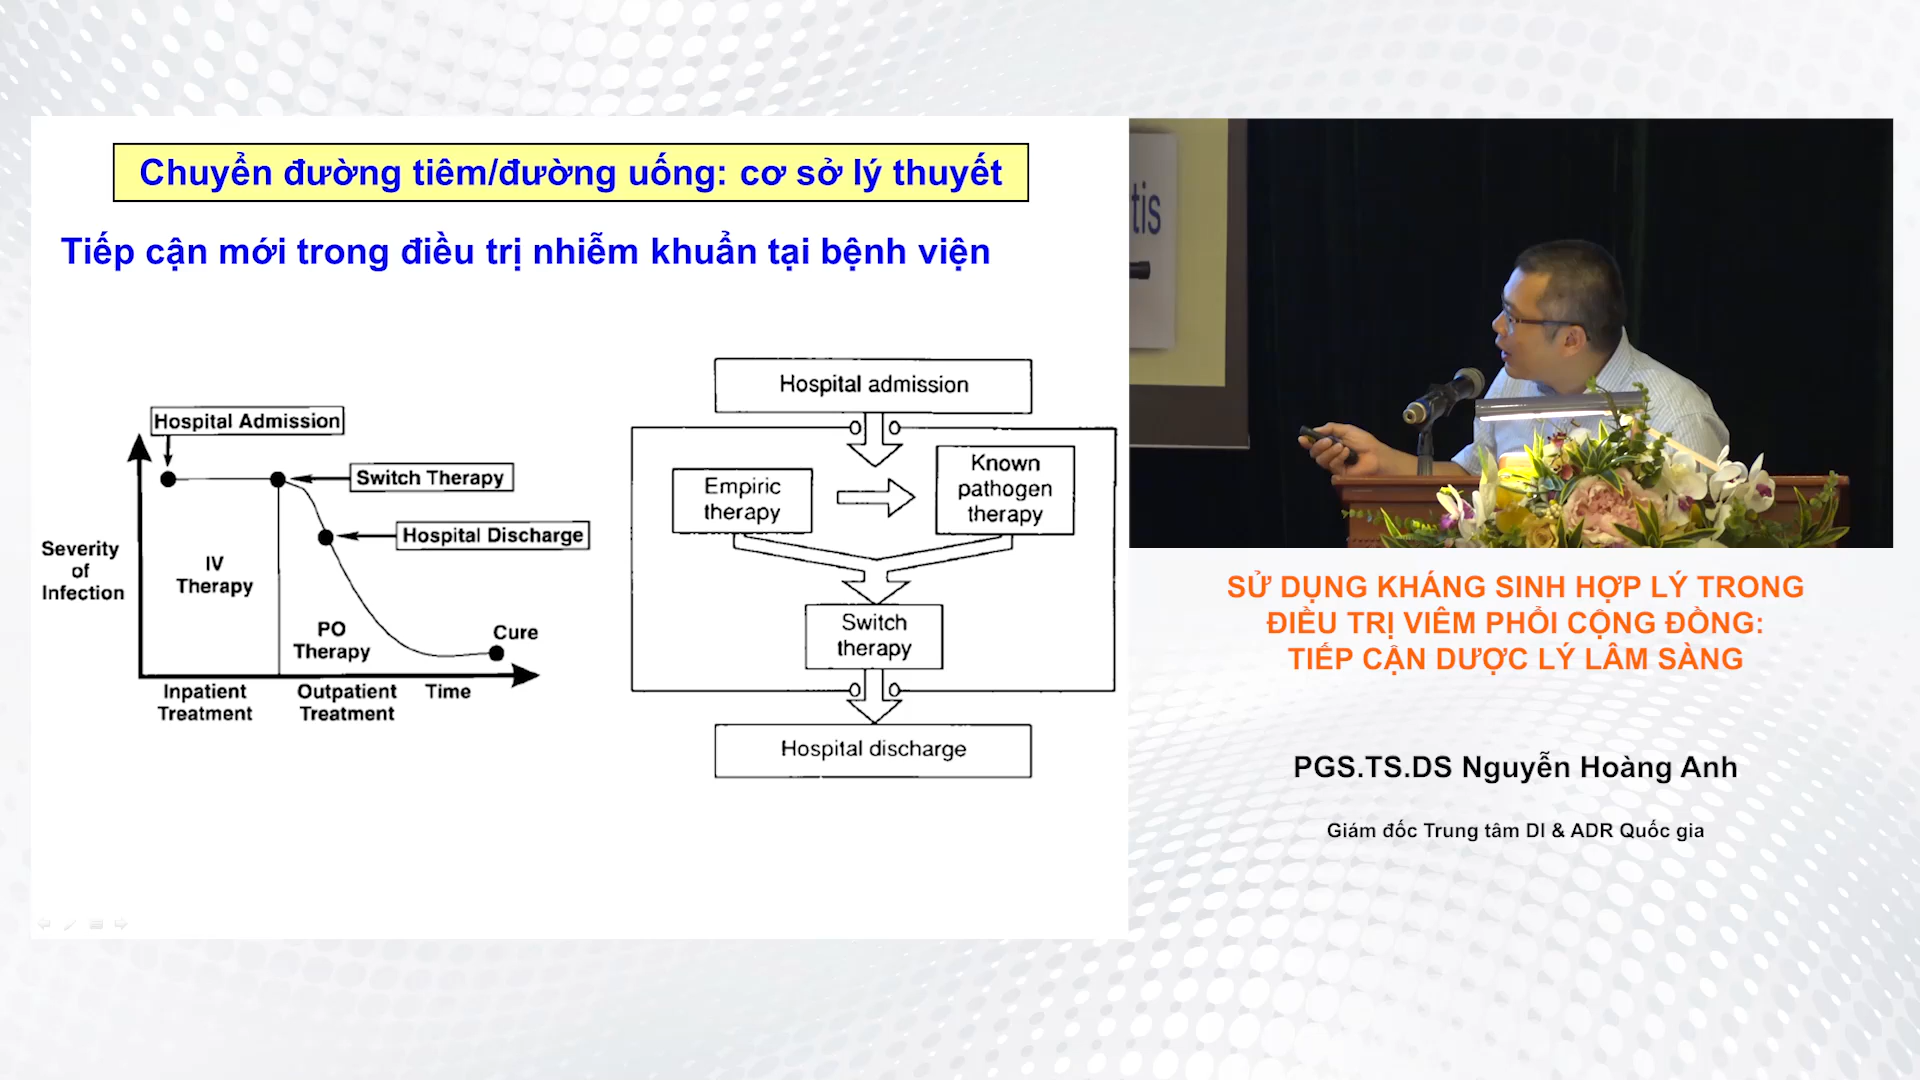 Chuyển đường tiêm/đường uống: cơ sở lý thuyết
Tiếp cận mới trong điều trị nhiễm khuẩn tại bệnh viện
Hospital Admission
Switch Therapy
Hospital Discharge
Severity
of
Infection
IV
Therapy
PO
Therapy
Cure
Inpatient
Treatment
Outpatient
Treatment
Time
Hospital admission
Empiric
therapy
Known
pathogen
therapy
Switch
therapy
Hospital discharge
tis
SỬ DỤNG KHÁNG SINH HỢP LÝ TRONG
ĐIỀU TRỊ VIÊM PHỔI CỘNG ĐỒNG:
TIẾP CẬN DƯỢC LÝ LÂM SÀNG
PGS.TS.DS Nguyễn Hoàng Anh
Giám đốc Trung tâm DI & ADR Quốc gia